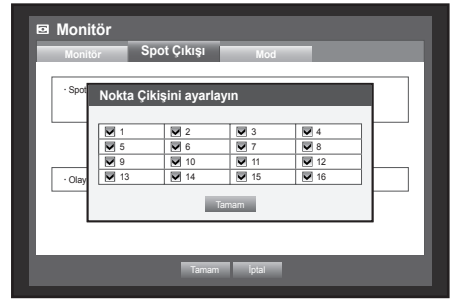 Monitör
Monitör Spot Çıkışı Mod
· Spot
Nokta Çikişini ayarlayın
1 2 3 4
5 6 7 8
9 10 11 12
13 14 15 16
· Olay
Tamam
Tamam İptal